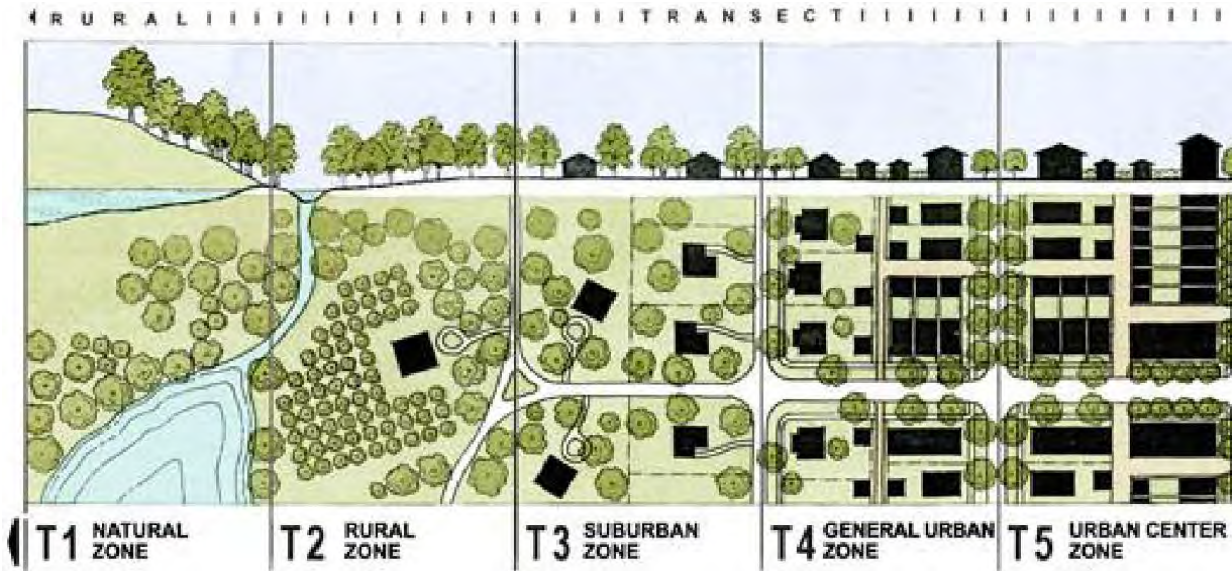 RURAL TRANSECT
T1 NATURAL ZONE
T2 RURAL ZONE
T3 SUBURBAN ZONE
T4 GENERAL URBAN ZONE
T5 URBAN CENTER ZONE